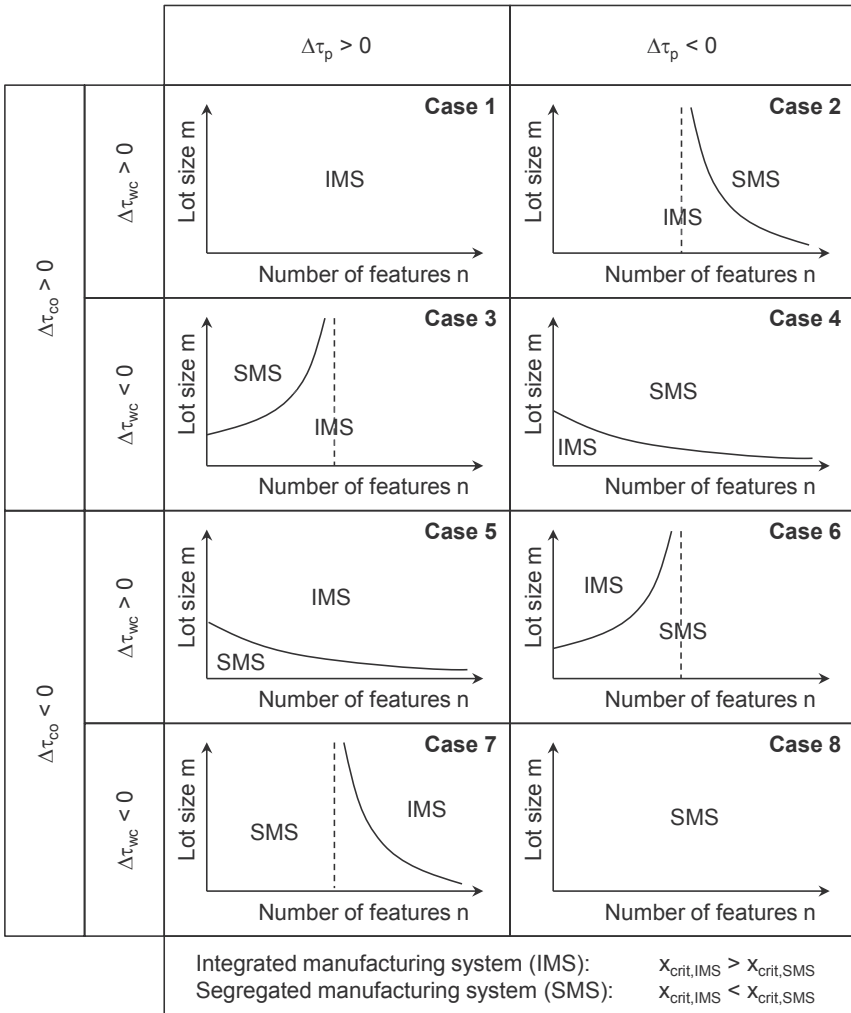 Δτp > 0
Δτp < 0
Δτco > 0
Δτwc > 0
Case 1
Lot size m
IMS
Number of features n
Case 2
Lot size m
IMS
SMS
Number of features n
Δτwc < 0
Case 3
Lot size m
SMS
IMS
Number of features n
Case 4
Lot size m
SMS
IMS
Number of features n
Δτco < 0
Δτwc > 0
Case 5
Lot size m
IMS
SMS
Number of features n
Case 6
Lot size m
IMS
SMS
Number of features n
Δτwc < 0
Case 7
Lot size m
SMS
IMS
Number of features n
Case 8
Lot size m
SMS
Number of features n
Integrated manufacturing system (IMS): xcrit,IMS > xcrit,SMS
Segregated manufacturing system (SMS): xcrit,IMS < xcrit,SMS